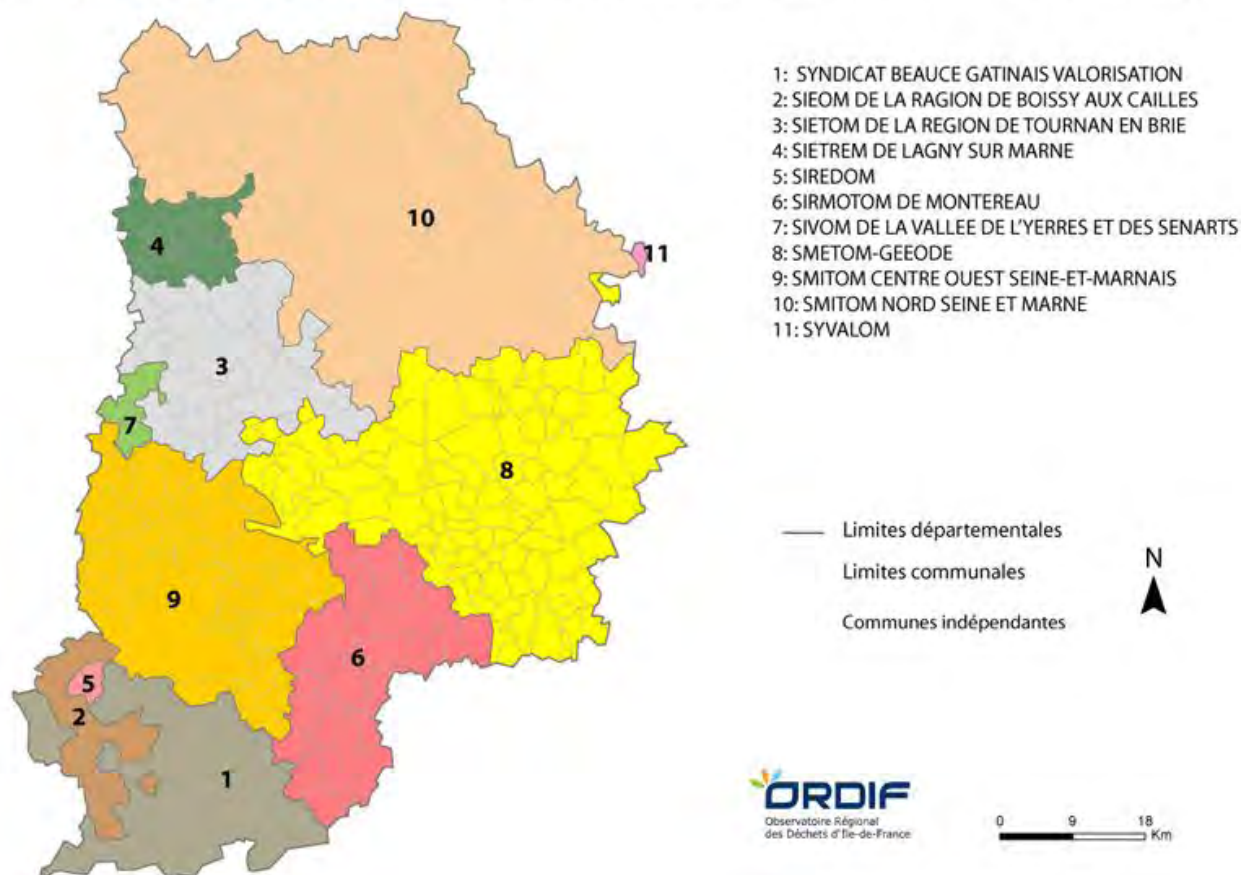 1: SYNDICAT BEAUCE GATINAIS VALORISATION
2: SIEOM DE LA RAGION DE BOISSY AUX CAILLES
3: SIETOM DE LA REGION DE TOURNAN EN BRIE
4: SIETREM DE LAGNY SUR MARNE
5: SIREDOM
6: SIRMOTOM DE MONTEREAU
7: SIVOM DE LA VALLEE DE L'YERRES ET DES SENARTS
8: SMETOM-GEEODE
9: SMITOM CENTRE OUEST SEINE-ET-MARNAIS
10: SMITOM NORD SEINE ET MARNE
11: SYVALOM
10
4
11
3
7
8
9
6
5
2
1
Limites départementales
Limites communales
Communes indépendantes
N
ORDIF
Observatoire Régional
des Déchets d'Ile-de-France
0 9 18
Km